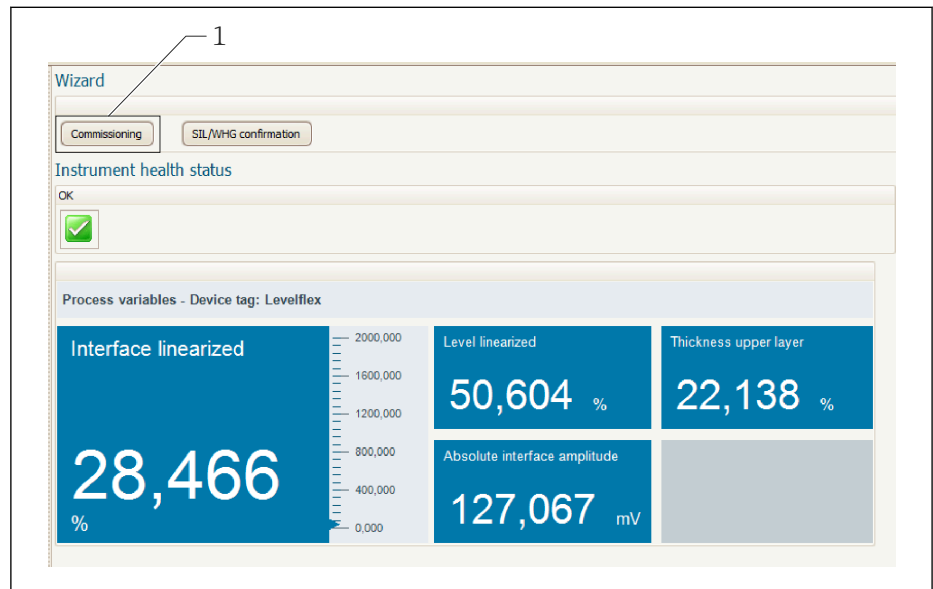 1
Wizard
Commissioning SIL/WHG confirmation
Instrument health status
OK
Process variables - Device tag: Levelflex
Interface linearized
28,466
%
2000,000
1600,000
1200,000
800,000
400,000
0,000
Level linearized
50,604 %
Thickness upper layer
22,138 %
Absolute interface amplitude
127,067 mV